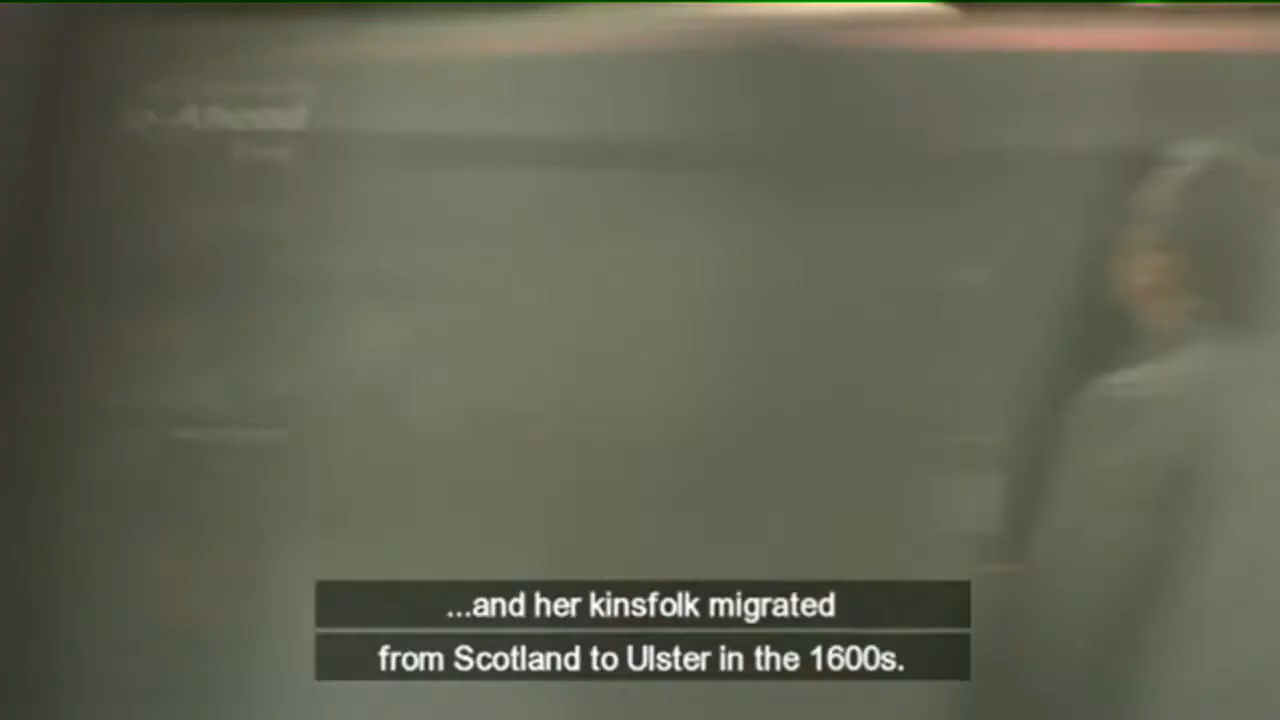 ...and her kinsfolk migrated
from Scotland to Ulster in the 1600s.